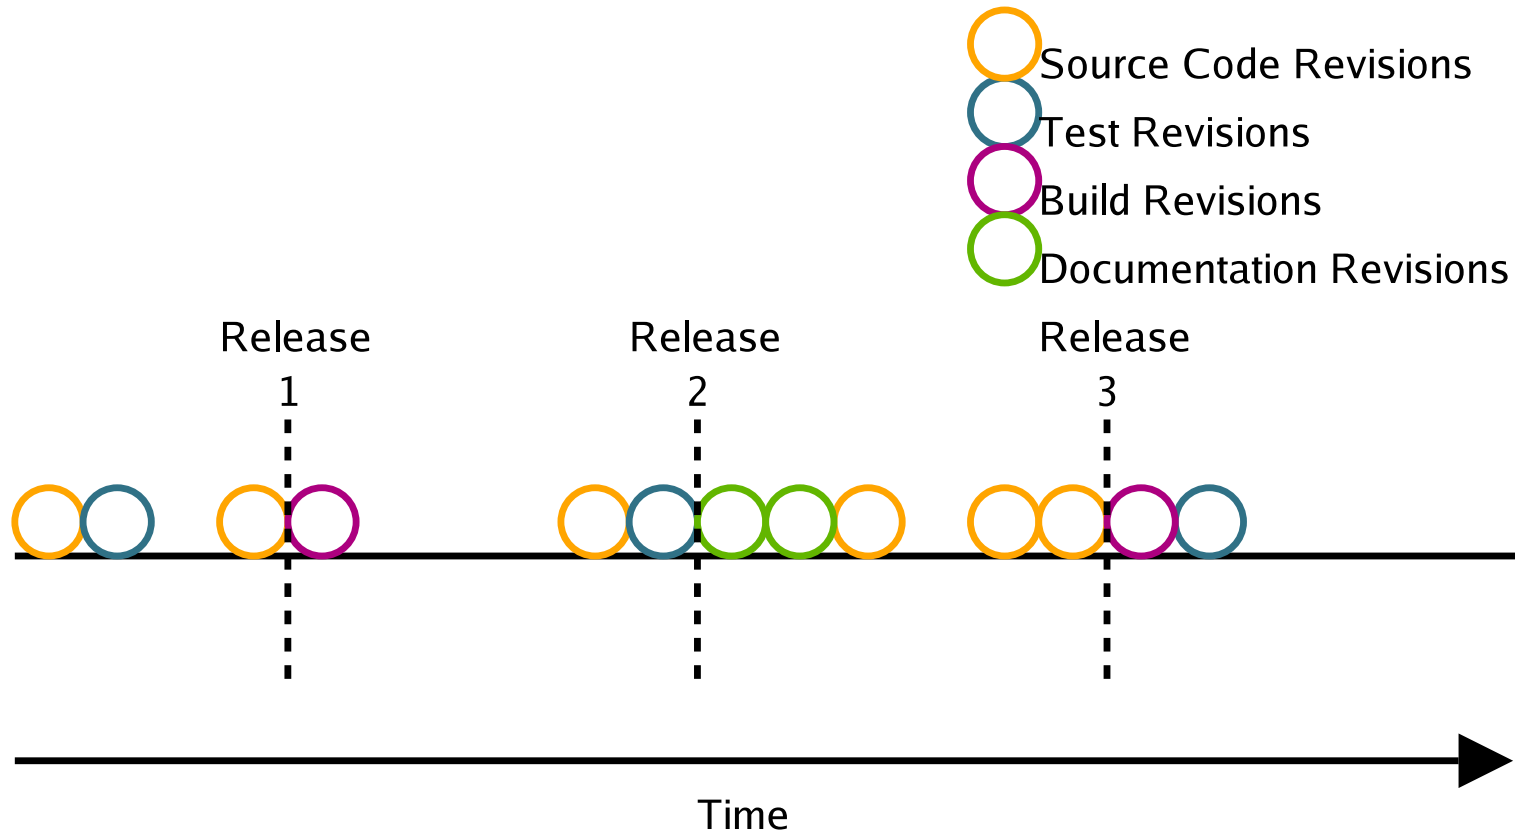 Source Code Revisions
Test Revisions
Build Revisions
Documentation Revisions
Release
1
Release
2
Release
3
Time